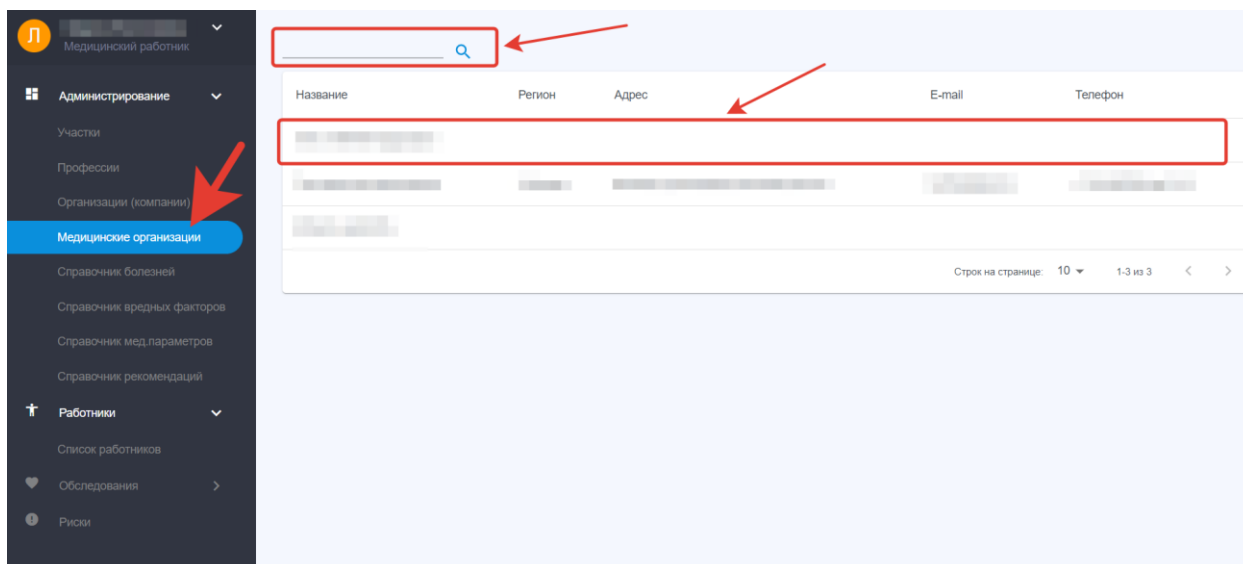 Л
Медицинский работник
Администрирование
Участки
Профессии
Организации (компании)
Медицинские организации
Справочник болезней
Справочник вредных факторов
Справочник мед.параметров
Справочник рекомендаций
Работники
Список работников
Обследования
Риски
Название Регион Адрес E-mail Телефон
Строк на странице: 10 1-3 из 3